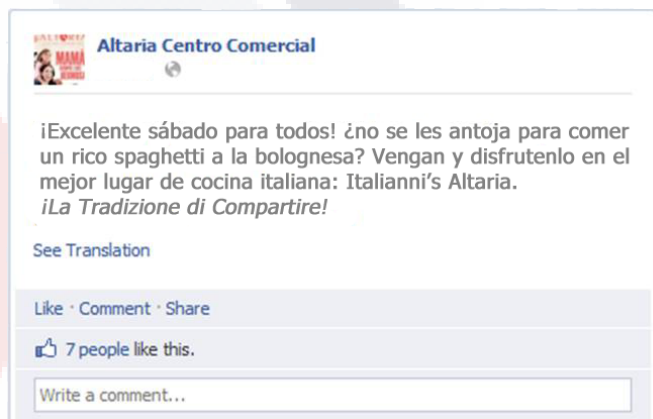 MAMÁ
Altaria Centro Comercial
¡Excelente sábado para todos! ¿no se les antoja para comer
un rico spaghetti a la bolognesa? Vengan y disfrutenlo en el
mejor lugar de cocina italiana: Italianni's Altaria.
¡La Tradizione di Compartire!
See Translation
Like · Comment · Share
7 people like this.
Write a comment...